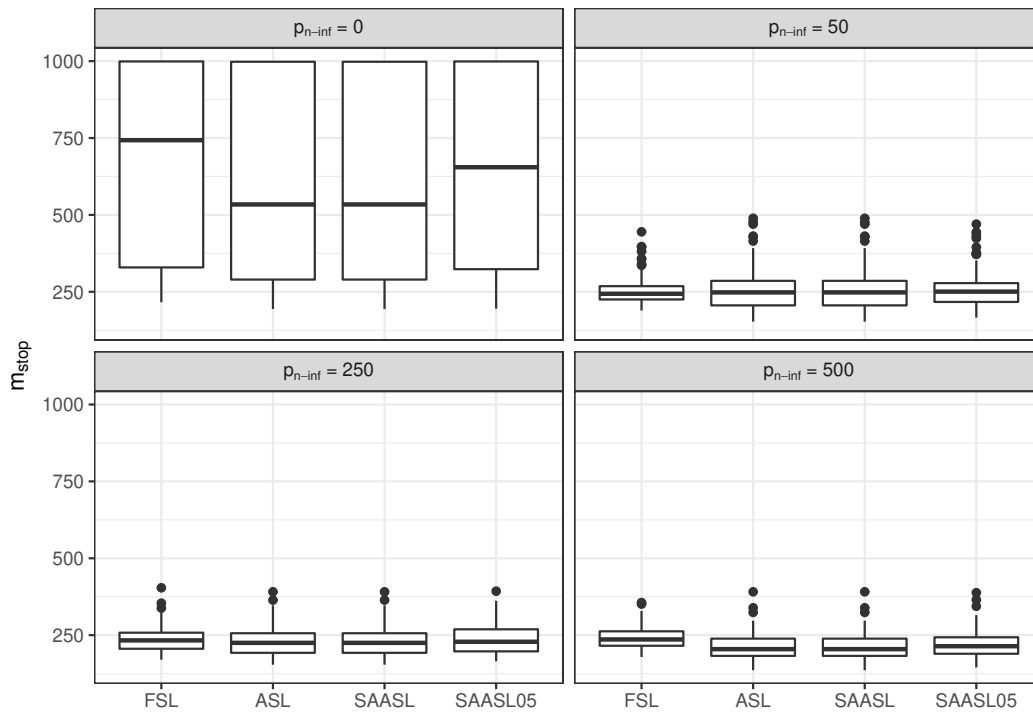 p_n−inf = 0
p_n−inf = 50
1000
750
500
250
m_stop
p_n−inf = 250
p_n−inf = 500
1000
750
500
250
FSL ASL SAASL SAASL05 FSL ASL SAASL SAASL05